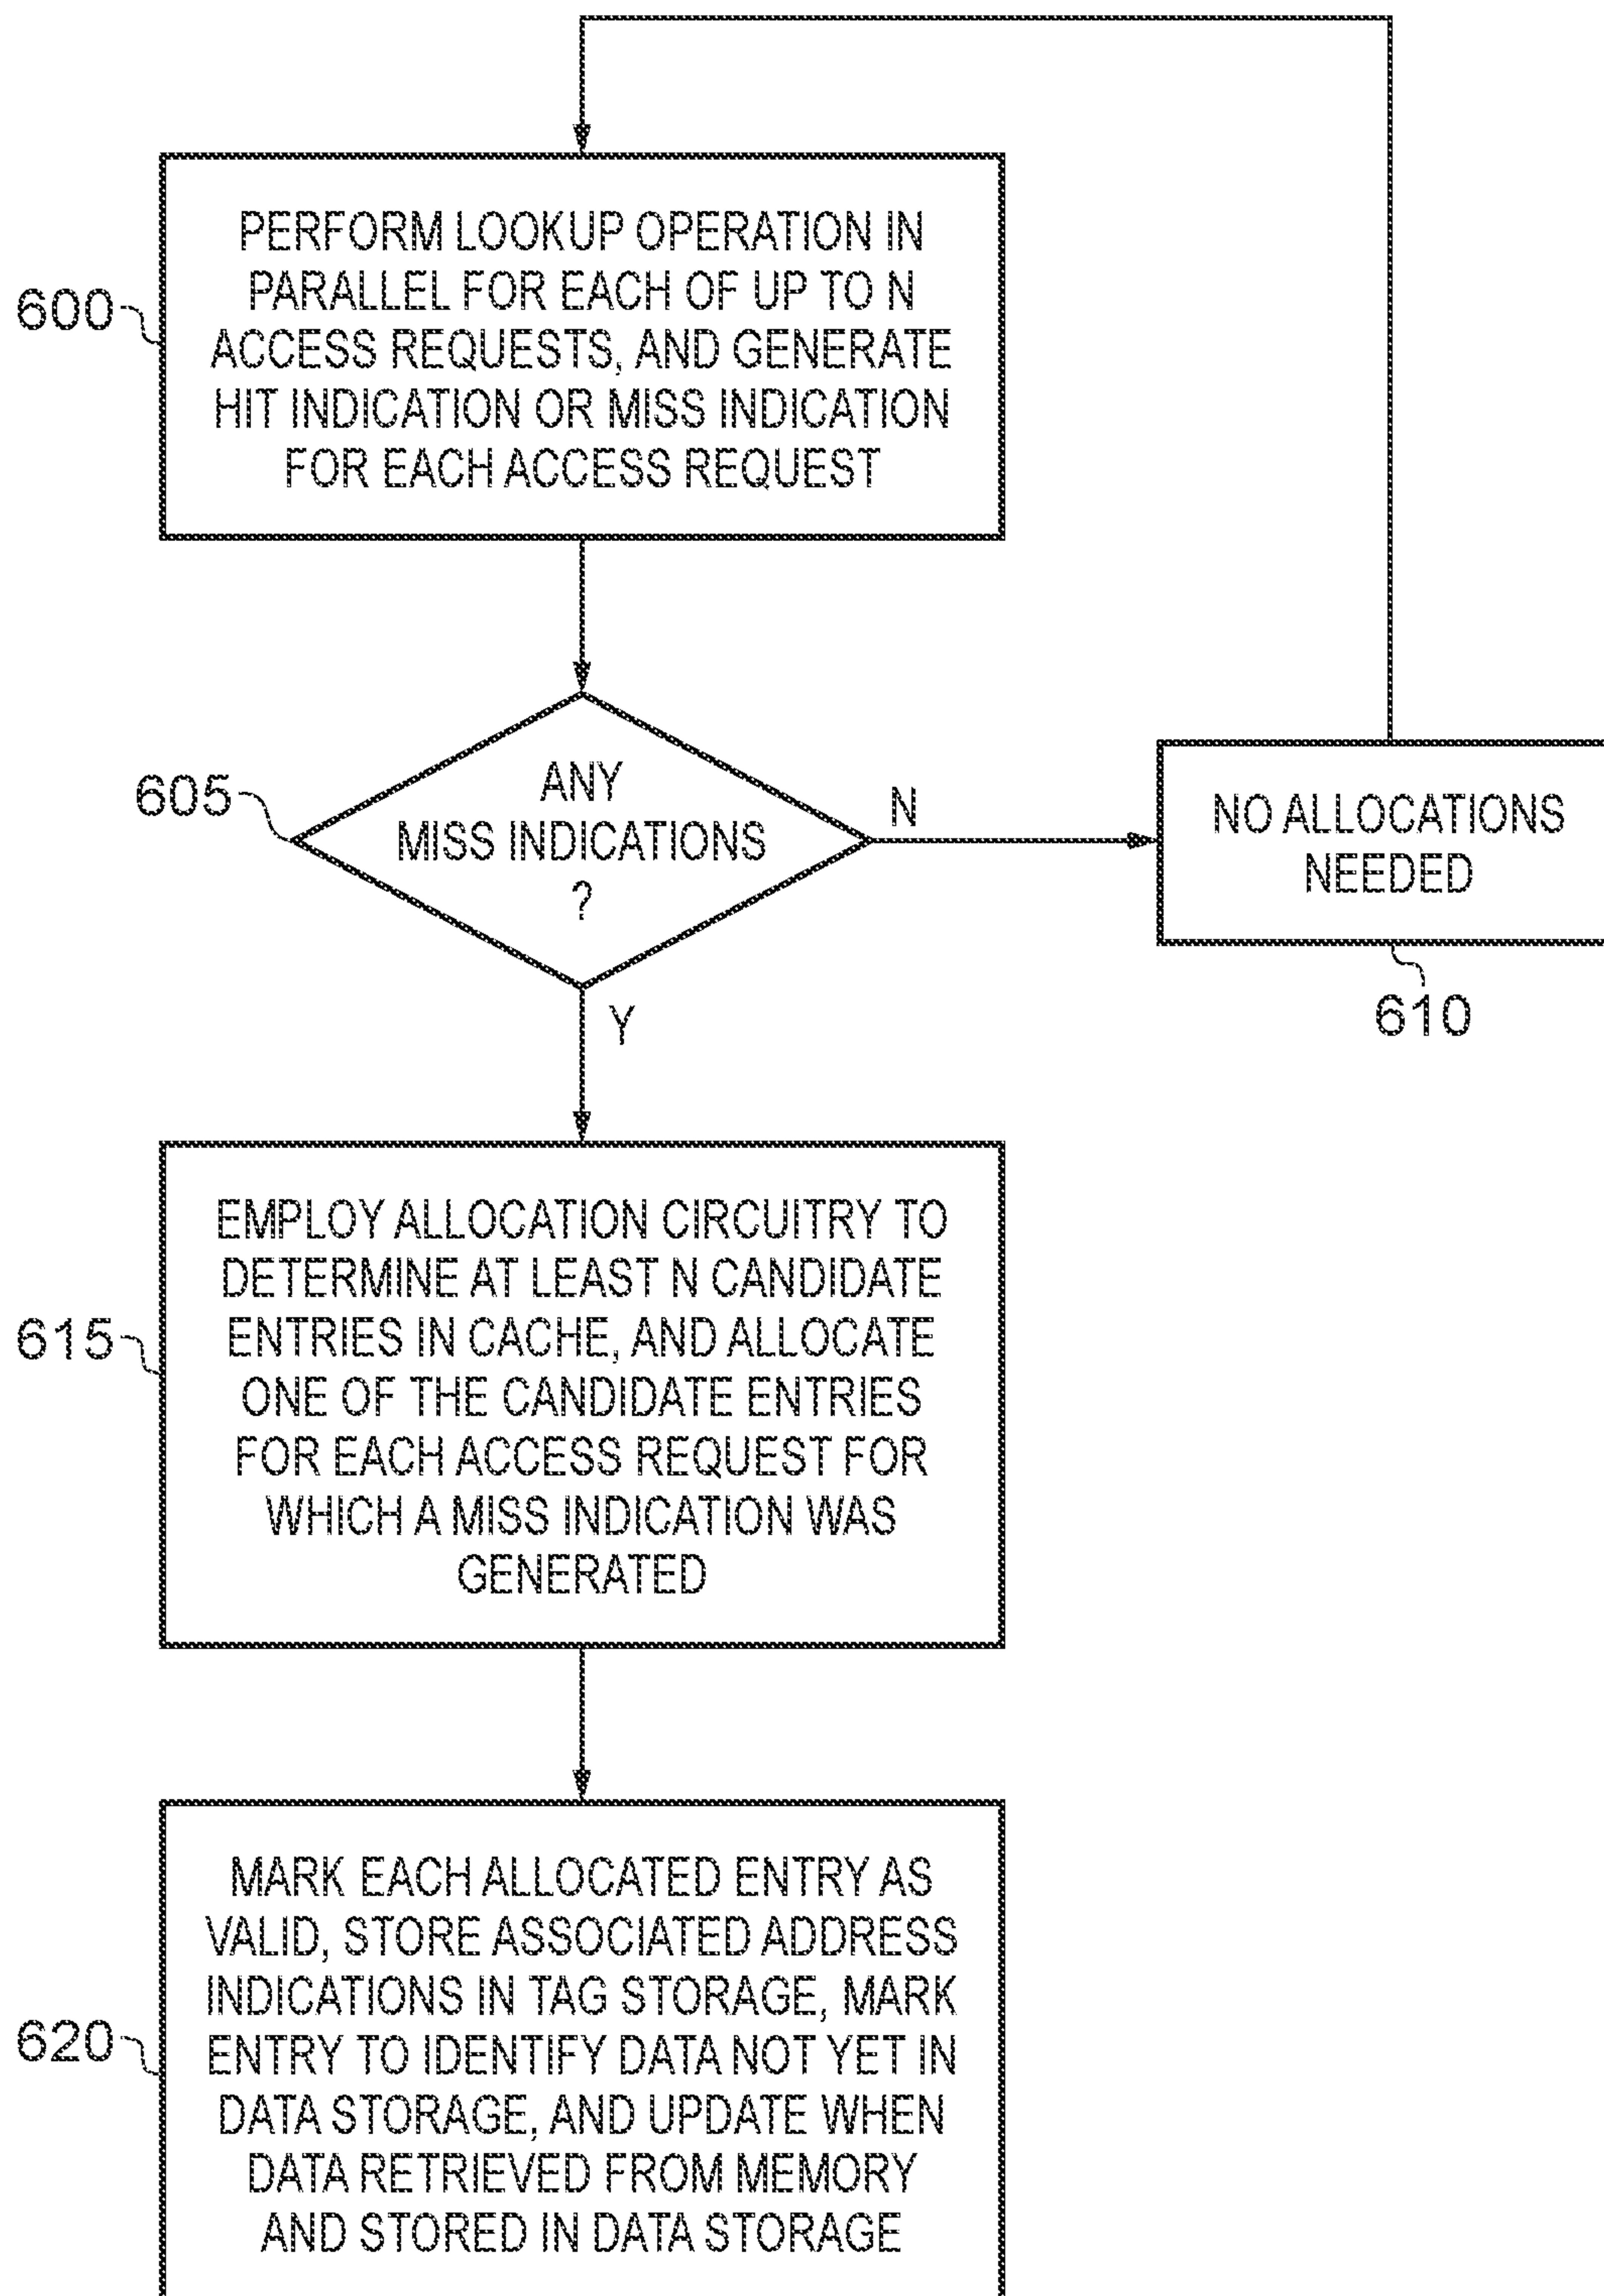 600
PERFORM LOOKUP OPERATION IN
PARALLEL FOR EACH OF UP TO N
ACCESS REQUESTS, AND GENERATE
HIT INDICATION OR MISS INDICATION
FOR EACH ACCESS REQUEST
605
ANY
MISS INDICATIONS
?
N
NO ALLOCATIONS
NEEDED
610
Y
615
EMPLOY ALLOCATION CIRCUITRY TO
DETERMINE AT LEAST N CANDIDATE
ENTRIES IN CACHE, AND ALLOCATE
ONE OF THE CANDIDATE ENTRIES
FOR EACH ACCESS REQUEST FOR
WHICH A MISS INDICATION WAS
GENERATED
620
MARK EACH ALLOCATED ENTRY AS
VALID, STORE ASSOCIATED ADDRESS
INDICATIONS IN TAG STORAGE, MARK
ENTRY TO IDENTIFY DATA NOT YET IN
DATA STORAGE, AND UPDATE WHEN
DATA RETRIEVED FROM MEMORY
AND STORED IN DATA STORAGE